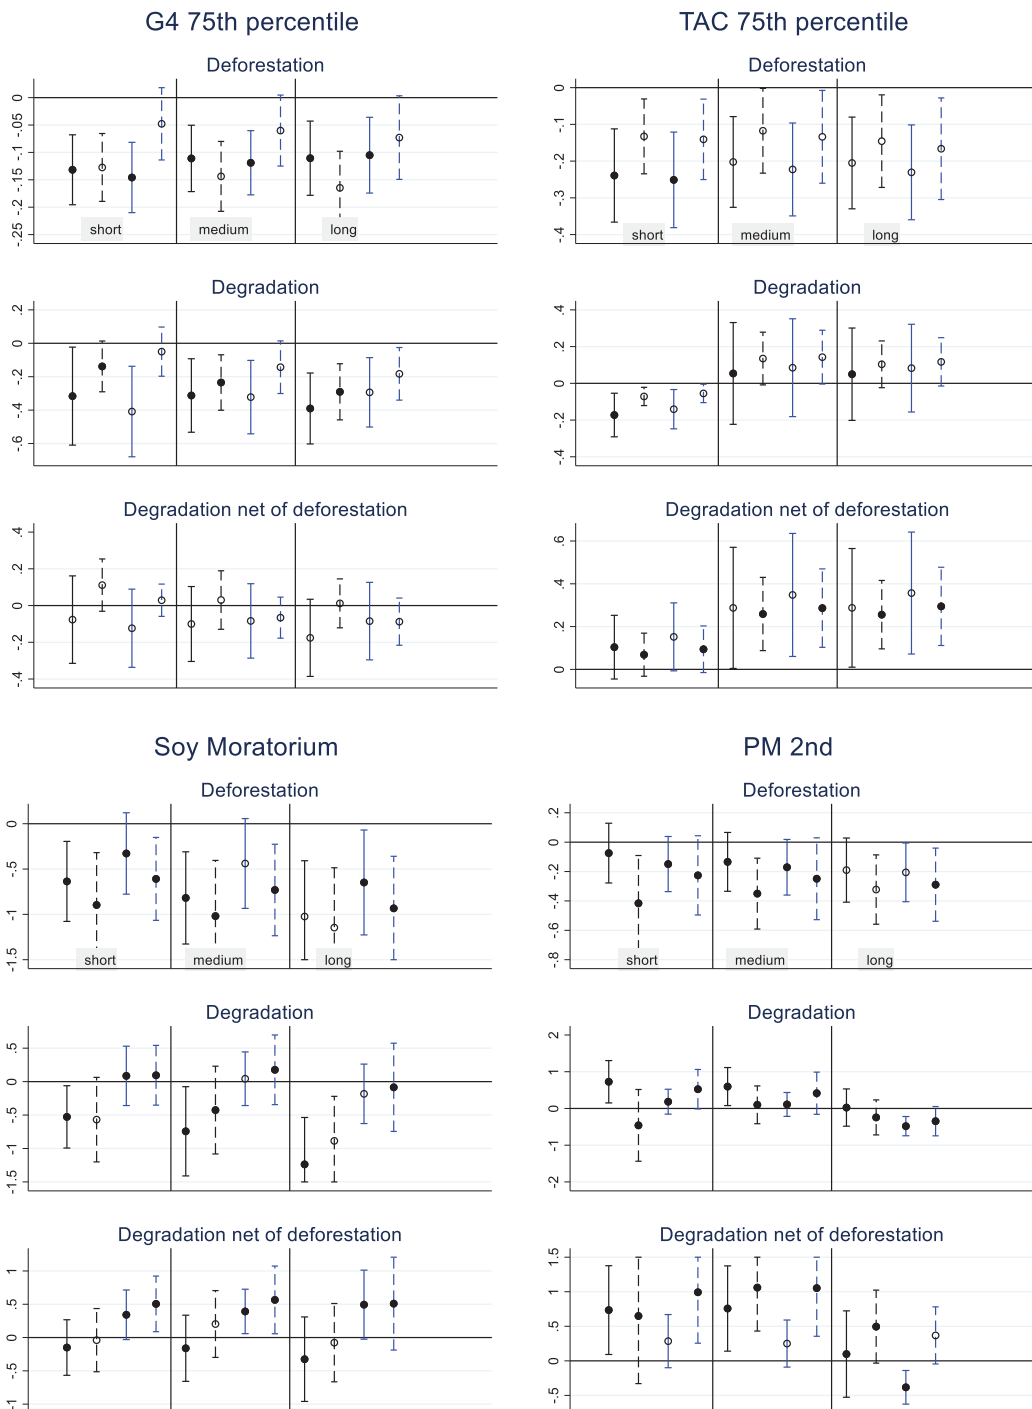 G4 75th percentile
Deforestation
0
-.05
-.1
-.15
-.2
-.25
short
medium
long
Degradation
.2
0
-.2
-.4
-.6
Degradation net of deforestation
.4
.2
0
-.2
-.4
TAC 75th percentile
Deforestation
0
-.1
-.2
-.3
-.4
short
medium
long
Degradation
.4
.2
0
-.2
-.4
Degradation net of deforestation
.6
.4
.2
0
Soy Moratorium
Deforestation
0
-.5
-1
-1.5
short
medium
long
Degradation
.5
0
-.5
-1
-1.5
Degradation net of deforestation
1
.5
0
-.5
-1
PM 2nd
Deforestation
.2
0
-.2
-.4
-.6
-.8
short
medium
long
Degradation
2
1
0
-1
-2
Degradation net of deforestation
1.5
1
.5
0
-.5